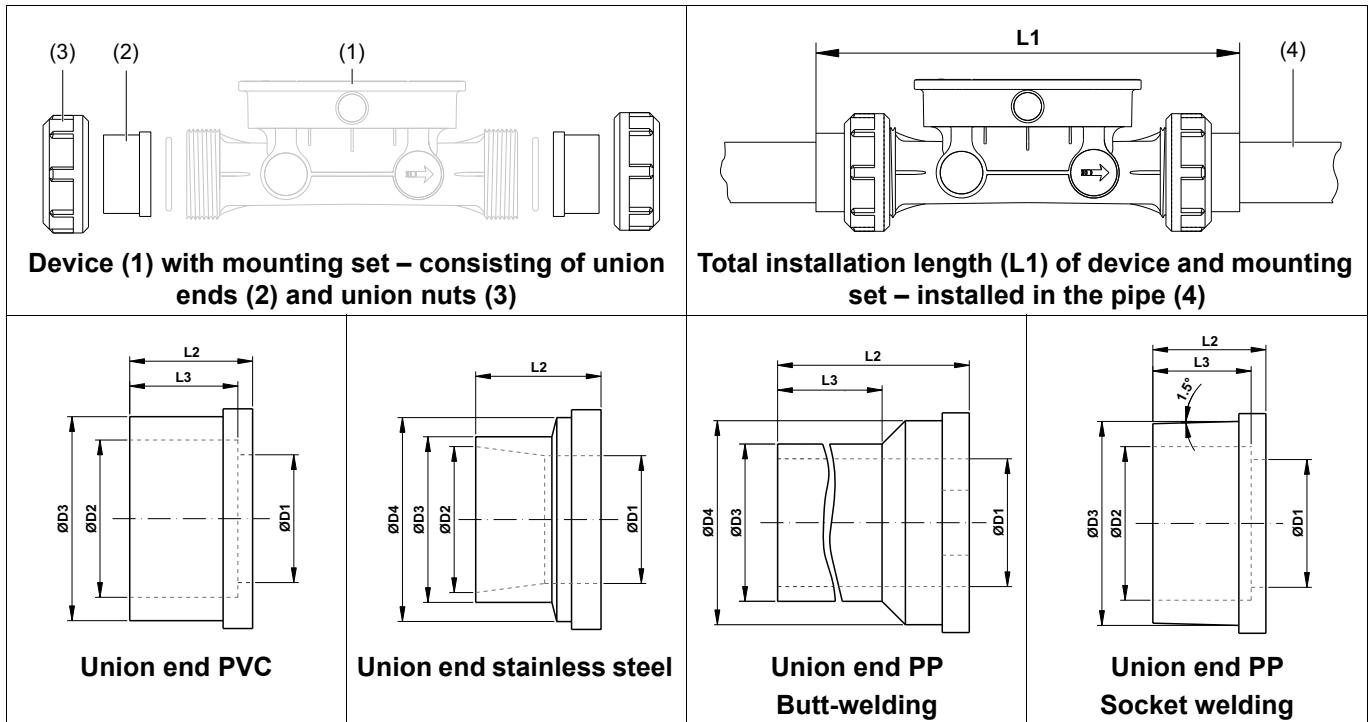 (3)
(2)
(1)
Device (1) with mounting set – consisting of union
ends (2) and union nuts (3)
L1
(4)
Total installation length (L1) of device and mounting
set – installed in the pipe (4)
L2
L3
ØD3
ØD2
ØD1
Union end PVC
L2
ØD4
ØD3
ØD2
ØD1
Union end stainless steel
L2
L3
ØD4
ØD3
ØD1
Union end PP
Butt-welding
L2
L3
1.5°
ØD3
ØD2
ØD1
Union end PP
Socket welding